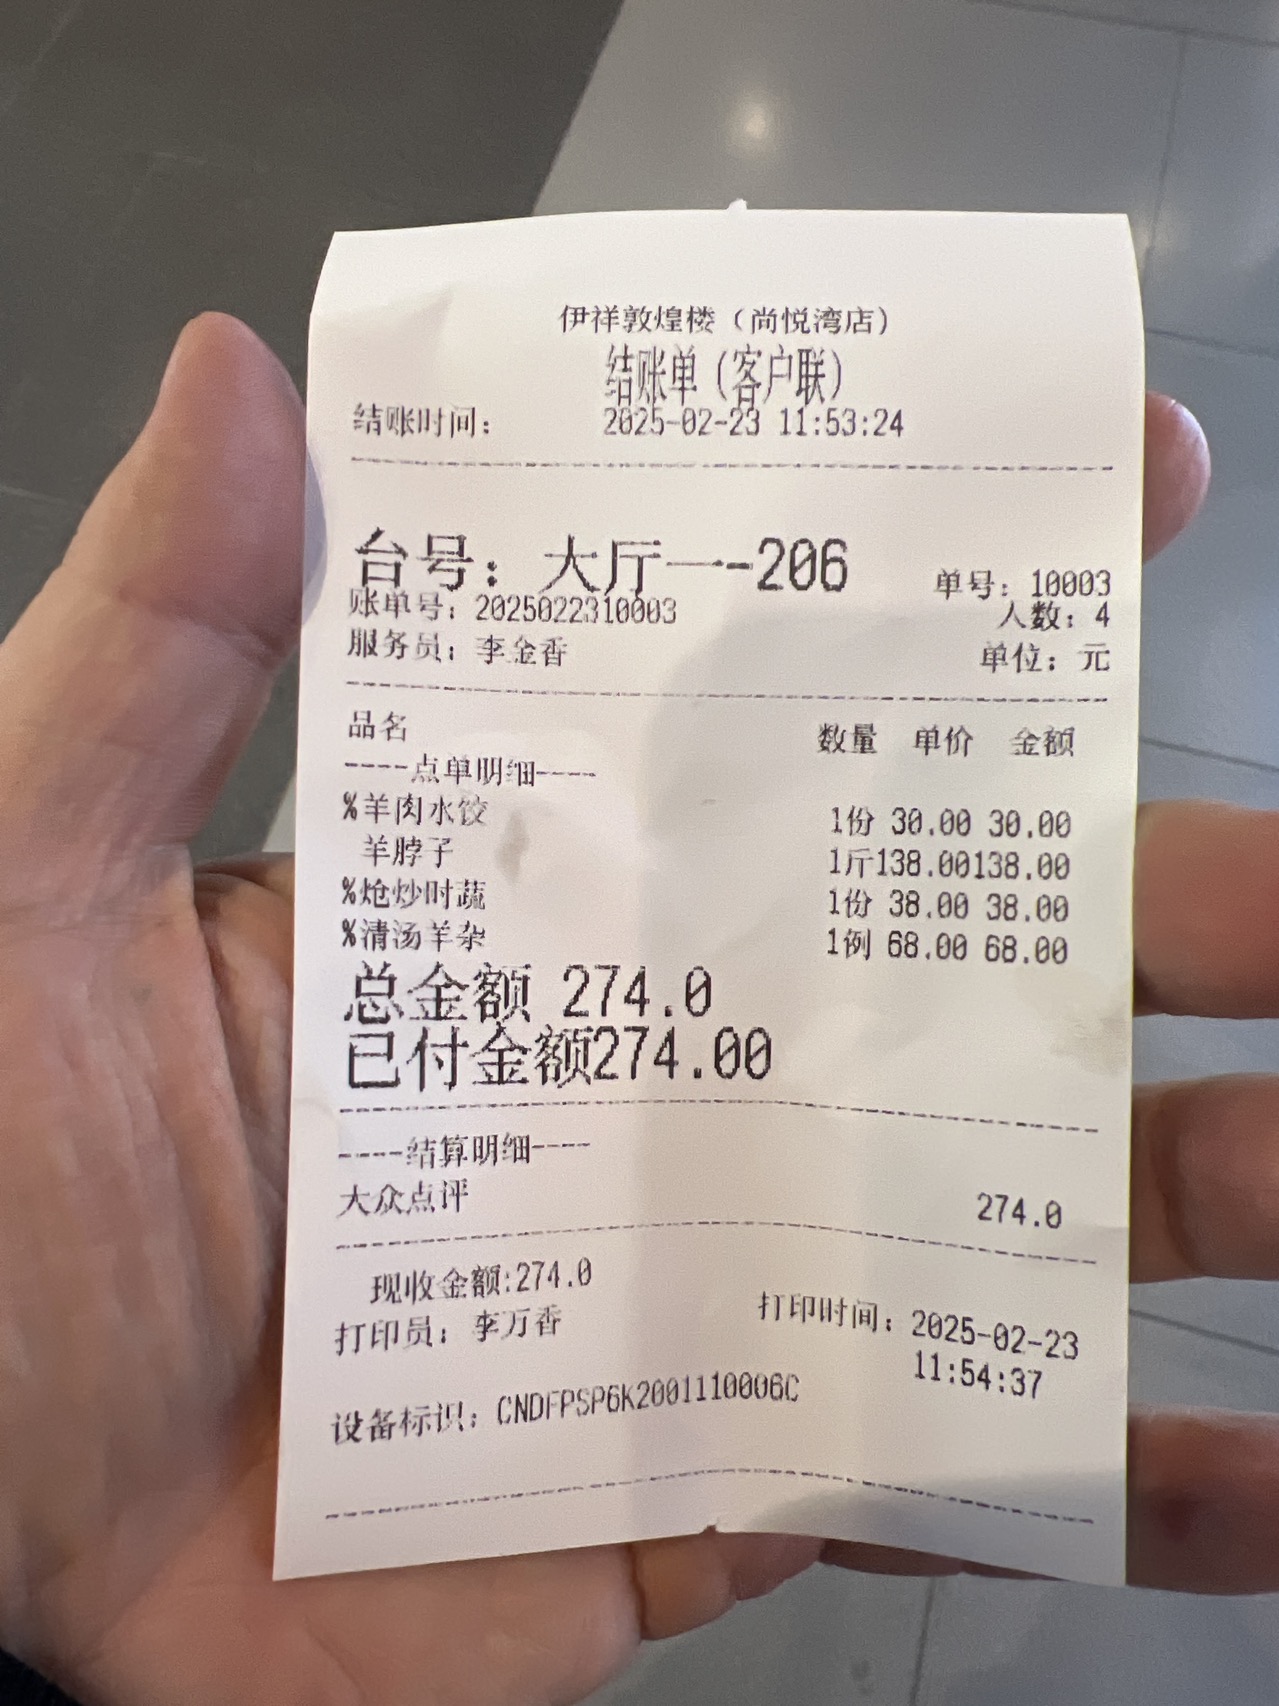 伊祥敦煌楼（尚悦湾店）
结账单（客户联）
结账时间： 2025-02-23 11:53:24
台号：大厅一-206 单号：10003
账单号：2025022310003 人数：4
服务员：李金香 单位：元
品名 数量 单价 金额
----点单明细----
%羊肉水饺 1份 30.00 30.00
羊脖子 1斤138.00138.00
%炝炒时蔬 1份 38.00 38.00
%清汤羊杂 1例 68.00 68.00
总金额 274.0
已付金额274.00
----结算明细----
大众点评 274.0
现收金额:274.0
打印员：李万香 打印时间：2025-02-23
11:54:37
设备标识：CNDFPSP6K2001110006C